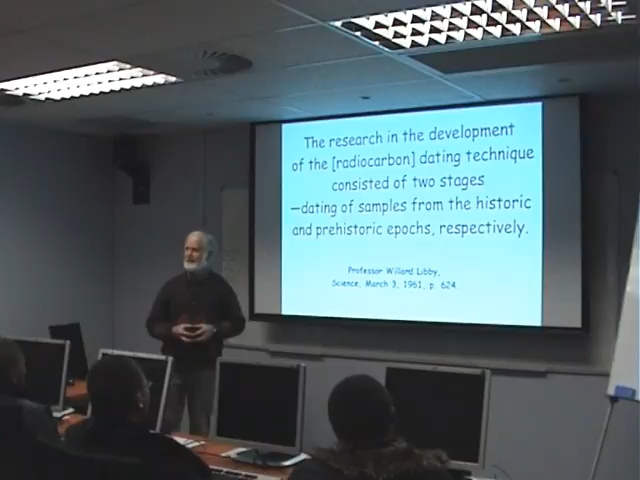 The research in the development
of the [radiocarbon] dating technique
consisted of two stages
—dating of samples from the historic
and prehistoric epochs, respectively.
Professor Willard Libby,
Science, March 3, 1961, p. 624.